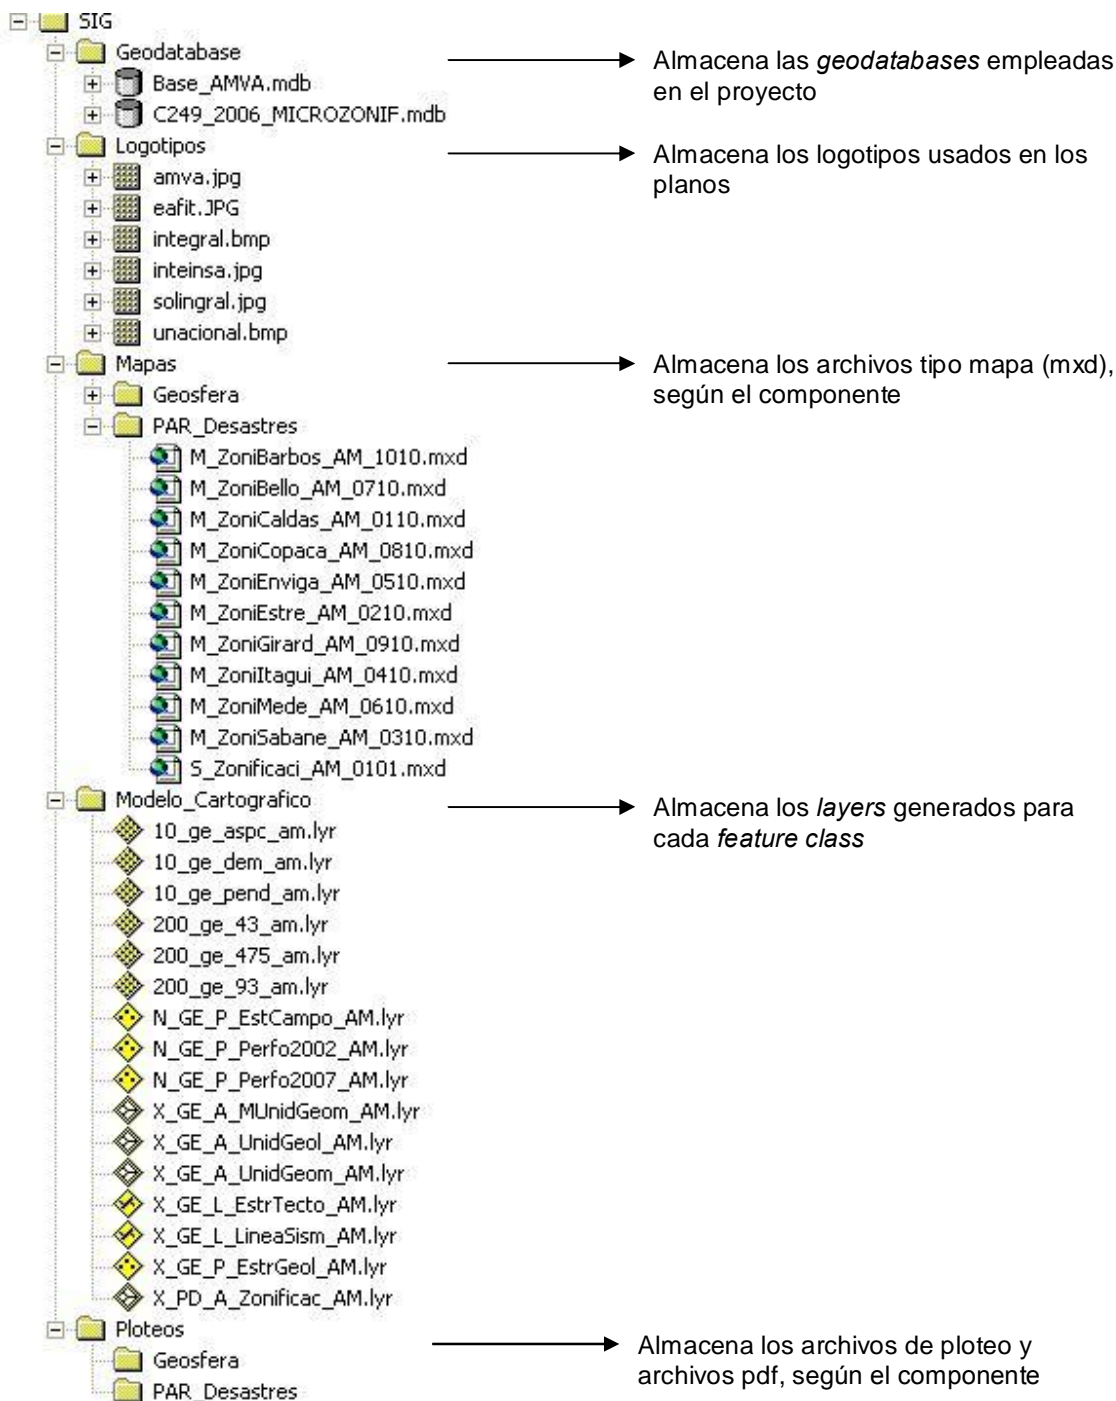 SIG
Geodatabase
Almacena las geodatabases empleadas
en el proyecto
Base_AMVA.mdb
C249_2006_MICROZONIF.mdb
Logotipos
Almacena los logotipos usados en los
planos
amva.jpg
eafit.JPG
integral.bmp
inteinsa.jpg
solingral.jpg
unacional.bmp
Mapas
Almacena los archivos tipo mapa (mxd),
según el componente
Geosfera
PAR_Desastres
M_ZoniBarbos_AM_1010.mxd
M_ZoniBello_AM_0710.mxd
M_ZoniCaldas_AM_0110.mxd
M_ZoniCopaca_AM_0810.mxd
M_ZoniEnviga_AM_0510.mxd
M_ZoniEstre_AM_0210.mxd
M_ZoniGirard_AM_0910.mxd
M_ZoniItagui_AM_0410.mxd
M_ZoniMede_AM_0610.mxd
M_ZoniSabane_AM_0310.mxd
S_Zonificaci_AM_0101.mxd
Modelo_Cartografico
Almacena los layers generados para
cada feature class
10_ge_aspc_am.lyr
10_ge_dem_am.lyr
10_ge_pend_am.lyr
200_ge_43_am.lyr
200_ge_475_am.lyr
200_ge_93_am.lyr
N_GE_P_EstCampo_AM.lyr
N_GE_P_Perfo2002_AM.lyr
N_GE_P_Perfo2007_AM.lyr
X_GE_A_MUnidGeom_AM.lyr
X_GE_A_UnidGeol_AM.lyr
X_GE_A_UnidGeom_AM.lyr
X_GE_L_EstrTecto_AM.lyr
X_GE_L_LineaSism_AM.lyr
X_GE_P_EstrGeol_AM.lyr
X_PD_A_Zonificac_AM.lyr
Ploteos
Almacena los archivos de ploteo y
archivos pdf, según el componente
Geosfera
PAR_Desastres